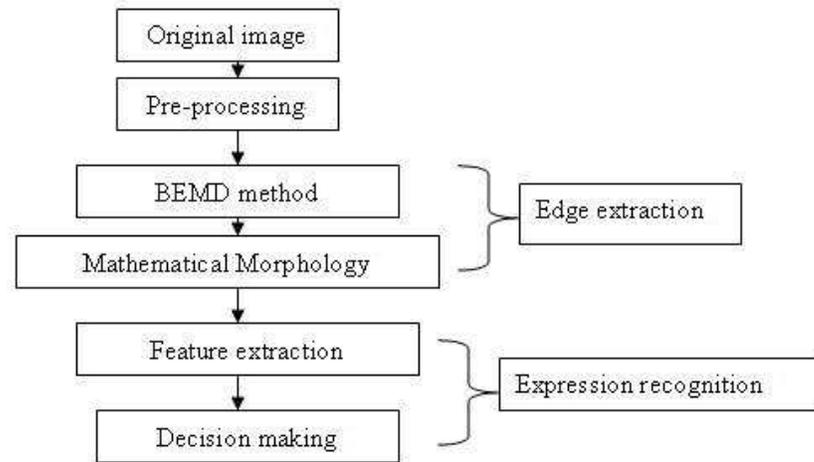 Original image
Pre-processing
BEMD method
Edge extraction
Mathematical Morphology
Feature extraction
Expression recognition
Decision making